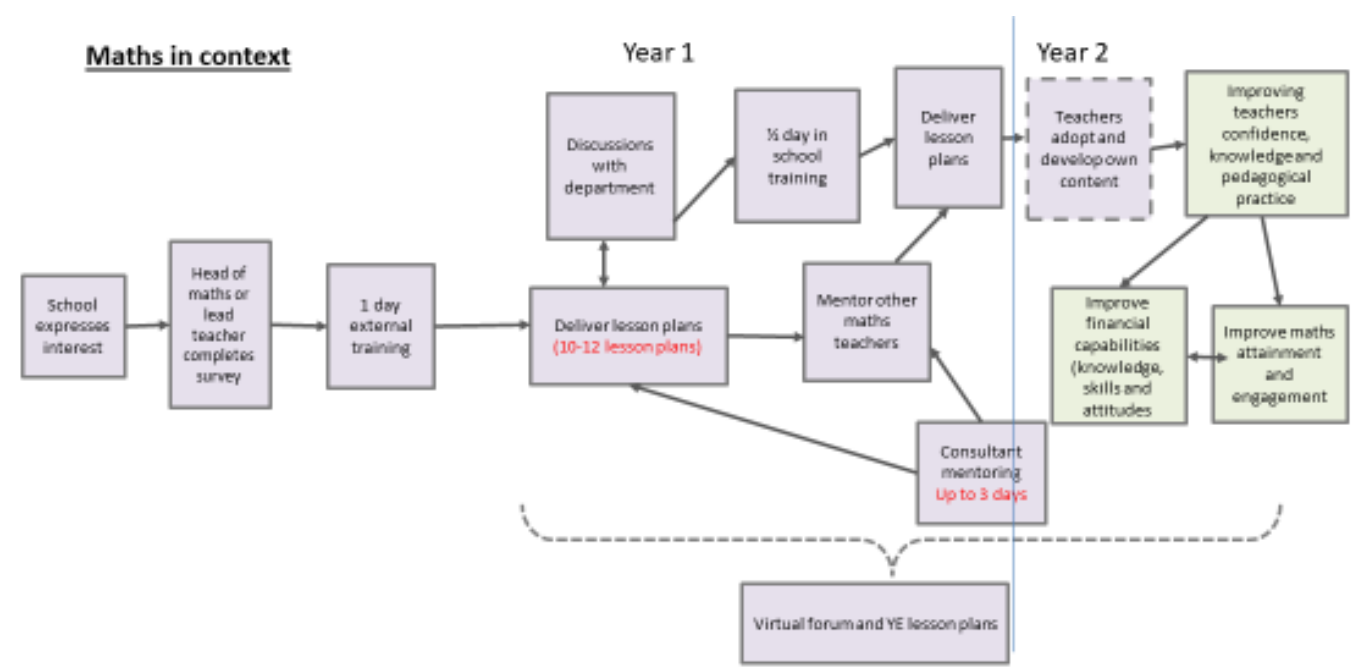 Maths in context
Year 1
Year 2
School
expresses
interest
Head of
maths or
lead
teacher
completes
survey
1 day
external
training
Discussions
with
department
Deliver lesson plans
(10-12 lesson plans)
½ day in
school
training
Mentor other
maths
teachers
Deliver
lesson
plans
Consultant
mentoring
Up to 3 days
Teachers
adopt and
develop own
content
Improving
teachers
confidence,
knowledge and
pedagogical
practice
Improve
financial
capabilities
(knowledge,
skills and
attitudes
Improve maths
attainment
and
engagement
Virtual forum and YE lesson plans